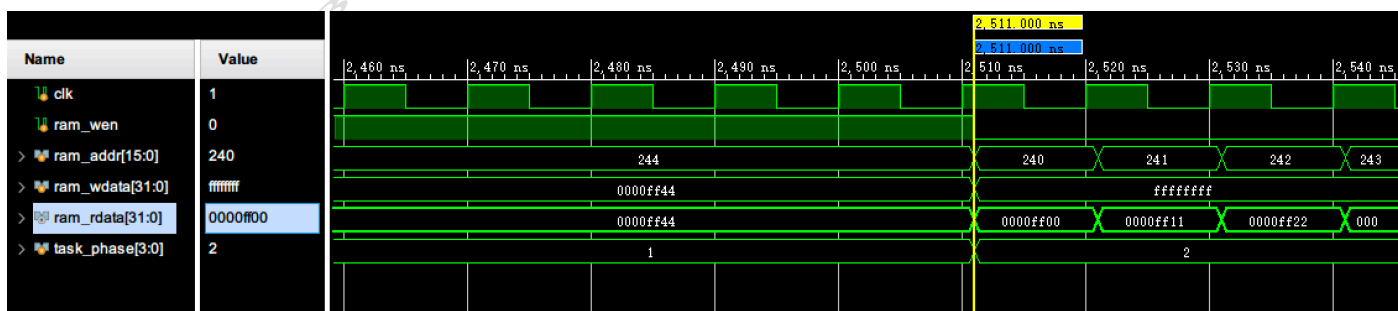 2,511.000 ns
2,511.000 ns
Name Value
2,460 ns 2,470 ns 2,480 ns 2,490 ns 2,500 ns 2,510 ns 2,520 ns 2,530 ns 2,540 ns
clk 1
ram_wen 0
ram_addr[15:0] 240 244 240 241 242 243
ram_wdata[31:0] ffffffff 0000ff44 ffffffff
ram_rdata[31:0] 0000ff00 0000ff44 0000ff00 0000ff11 0000ff22 000
task_phase[3:0] 2 1 2